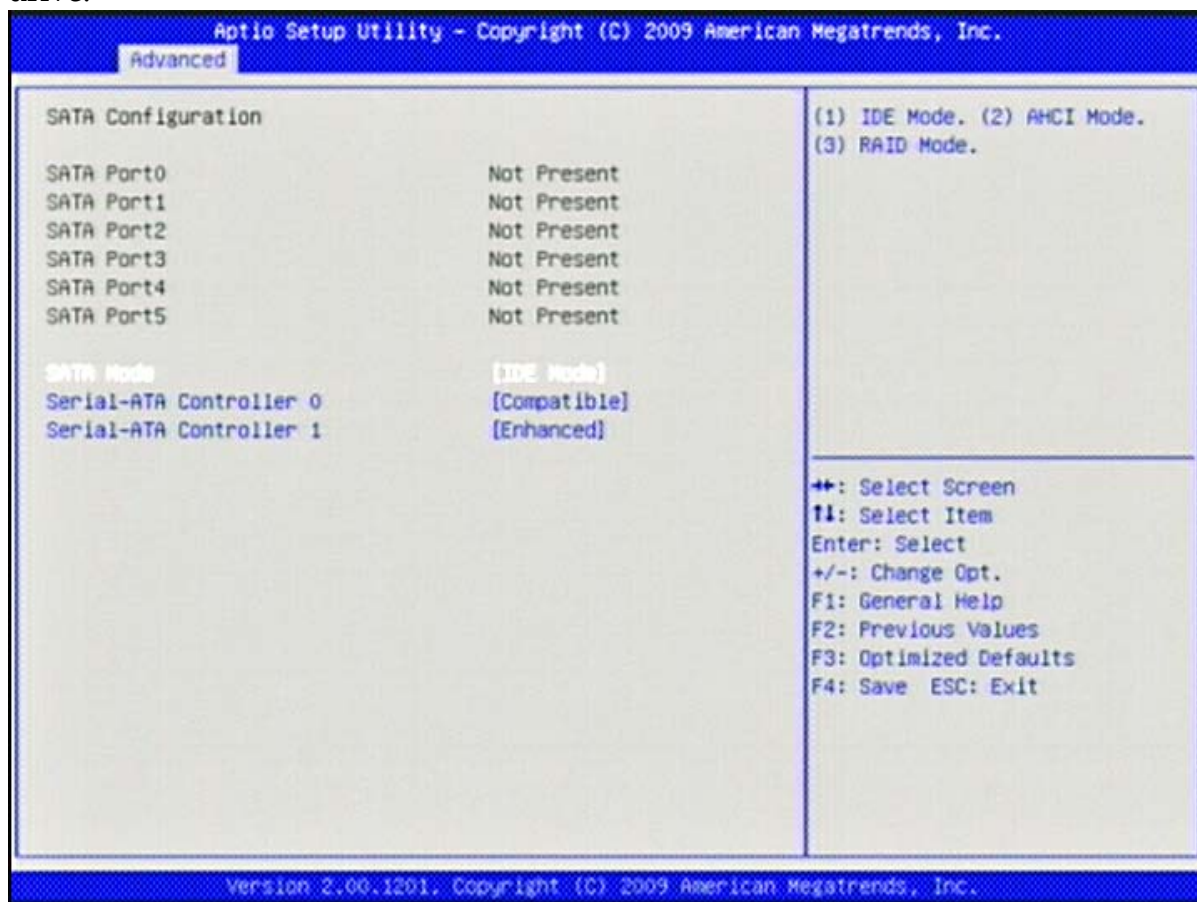 Aptio Setup Utility - Copyright (C) 2009 American Megatrends, Inc.
Advanced
SATA Configuration
SATA Port0 Not Present
SATA Port1 Not Present
SATA Port2 Not Present
SATA Port3 Not Present
SATA Port4 Not Present
SATA Port5 Not Present
SATA Mode [IDE Mode]
Serial-ATA Controller 0 [Compatible]
Serial-ATA Controller 1 [Enhanced]
(1) IDE Mode. (2) AHCI Mode.
(3) RAID Mode.
→←: Select Screen
↑↓: Select Item
Enter: Select
+/-: Change Opt.
F1: General Help
F2: Previous Values
F3: Optimized Defaults
F4: Save ESC: Exit
Version 2.00.1201. Copyright (C) 2009 American Megatrends, Inc.